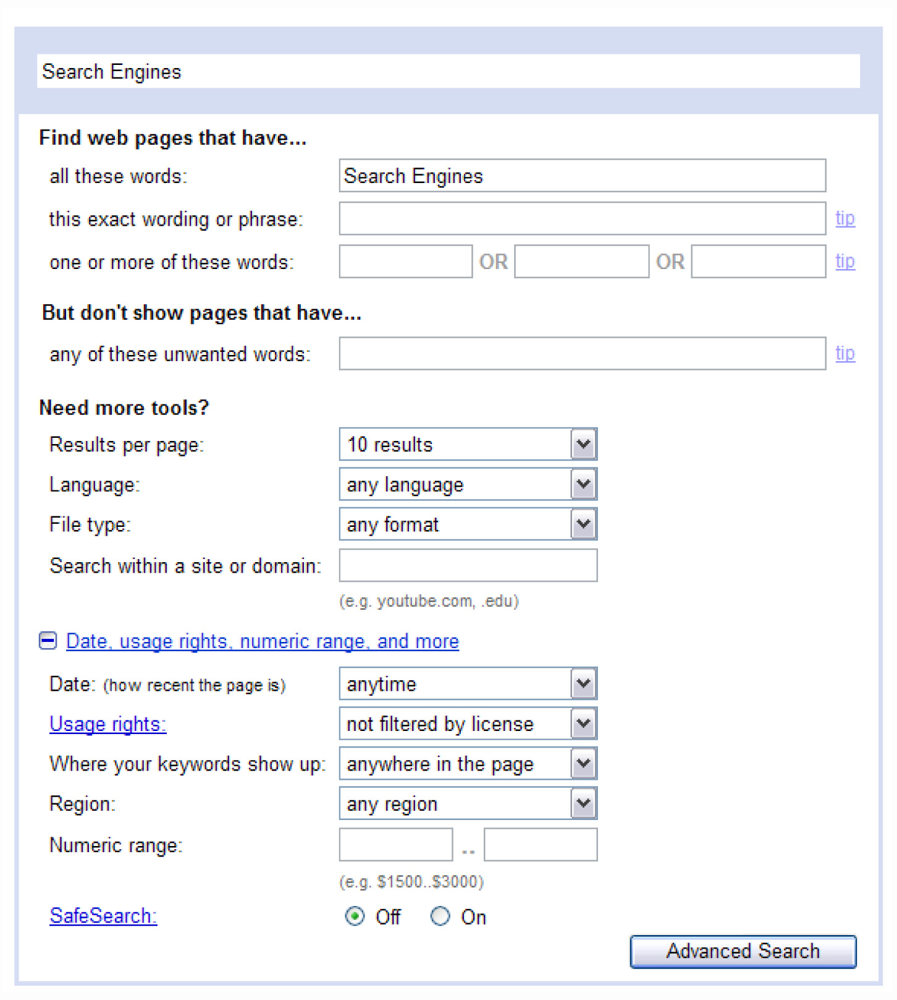 Search Engines
Find web pages that have...
all these words: Search Engines
this exact wording or phrase: tip
one or more of these words: OR OR tip
But don't show pages that have...
any of these unwanted words: tip
Need more tools?
Results per page: 10 results
Language: any language
File type: any format
Search within a site or domain:
(e.g. youtube.com, .edu)
Date, usage rights, numeric range, and more
Date: (how recent the page is) anytime
Usage rights: not filtered by license
Where your keywords show up: anywhere in the page
Region: any region
Numeric range: ..
(e.g. $1500..$3000)
SafeSearch: Off On
Advanced Search